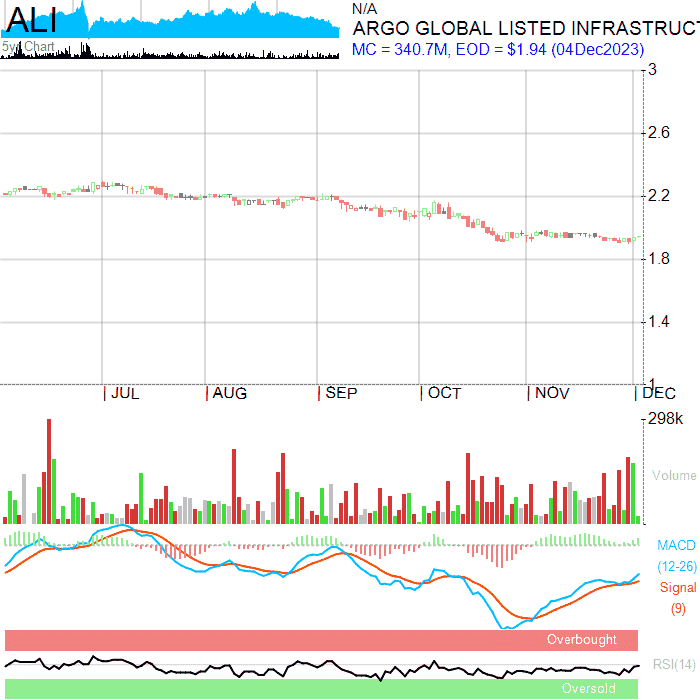 ALI
5yr Chart
N/A
ARGO GLOBAL LISTED INFRASTRUCT
MC = 340.7M, EOD = $1.94 (04Dec2023)
3
2.6
2.2
1.8
1.4
1
JUL AUG SEP OCT NOV DEC
298k
Volume
MACD
(12-26)
Signal
(9)
Overbought
RSI(14)
Oversold